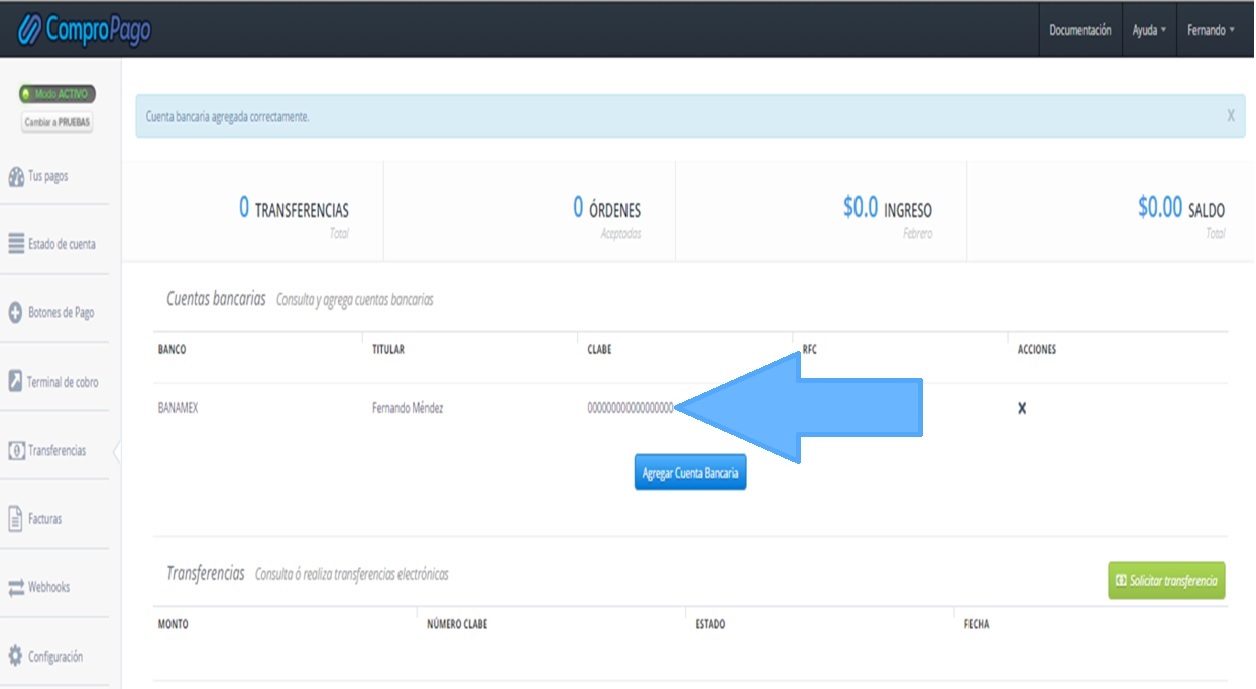 ComproPago
Documentación Ayuda Fernando
Modo ACTIVO
Cambiar a PRUEBAS
Tus pagos
Estado de cuenta
Botones de Pago
Terminal de cobro
Transferencias
Facturas
Webhooks
Configuración
Cuenta bancaria agregada correctamente. X
0 TRANSFERENCIAS
Total
0 ÓRDENES
Aceptadas
$0.0 INGRESO
Febrero
$0.00 SALDO
Total
Cuentas bancarias Consulta y agrega cuentas bancarias
BANCO TITULAR CLABE RFC ACCIONES
BANAMEX Fernando Méndez 000000000000000000 X
Agregar Cuenta Bancaria
Transferencias Consulta ó realiza transferencias electrónicas
Solicitar transferencia
MONTO NÚMERO CLABE ESTADO FECHA